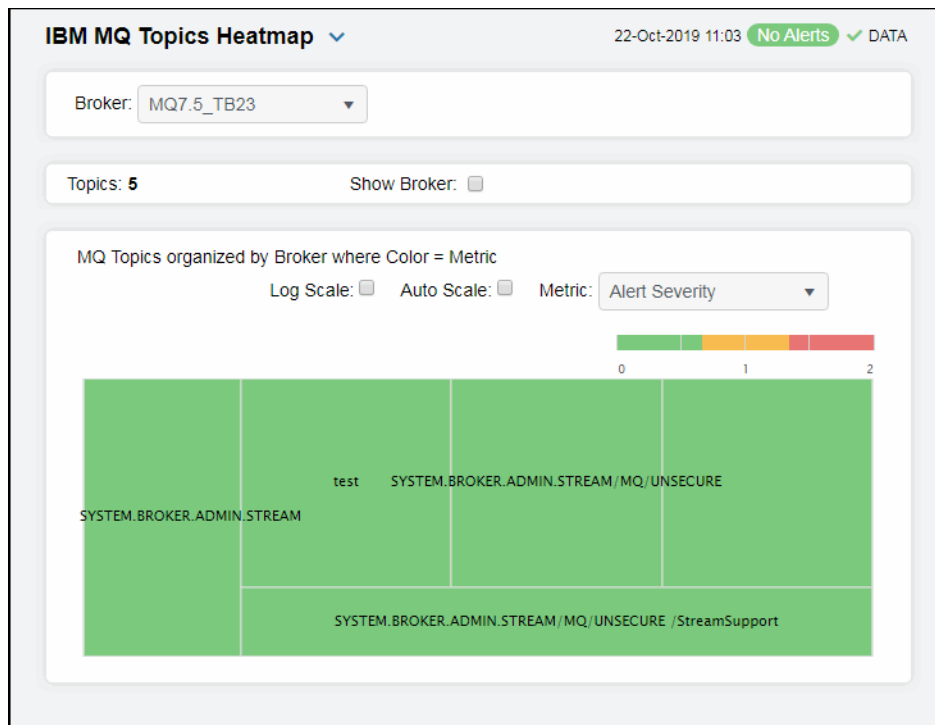 IBM MQ Topics Heatmap
22-Oct-2019 11:03 No Alerts DATA
Broker: MQ7.5_TB23
Topics: 5 Show Broker:
MQ Topics organized by Broker where Color = Metric
Log Scale: Auto Scale: Metric: Alert Severity
0 1 2
test SYSTEM.BROKER.ADMIN.STREAM/MQ/UNSECURE
SYSTEM.BROKER.ADMIN.STREAM
SYSTEM.BROKER.ADMIN.STREAM/MQ/UNSECURE /StreamSupport